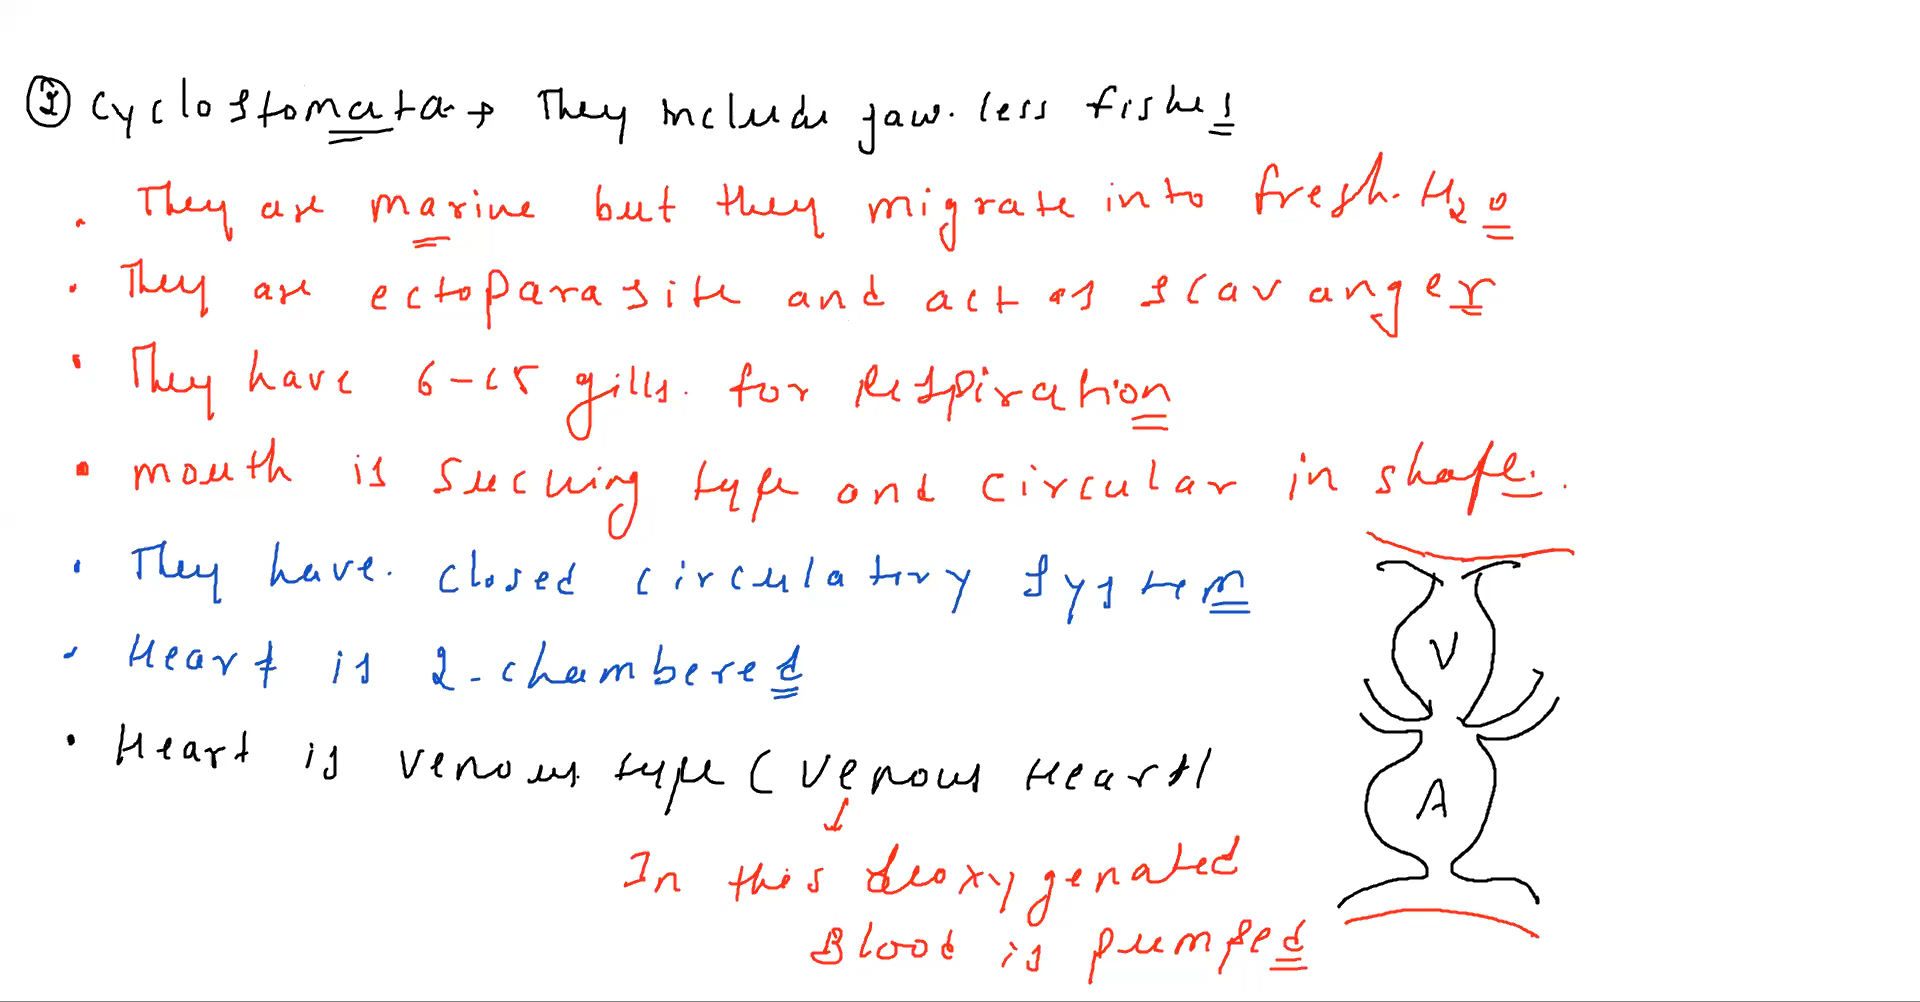 ① Cyclostomata → They include jaw less fishes
• They are marine but they migrate into fresh H₂O
• They are ectoparasite and act as scavanger
• They have 6-15 gills for Respiration
• mouth is sucking type and circular in shape.
• They have closed circulatory system
• Heart is 2-chambered
• Heart is venous type (venous Heart)
↓
In this deoxygenated
Blood is pumped
V
A